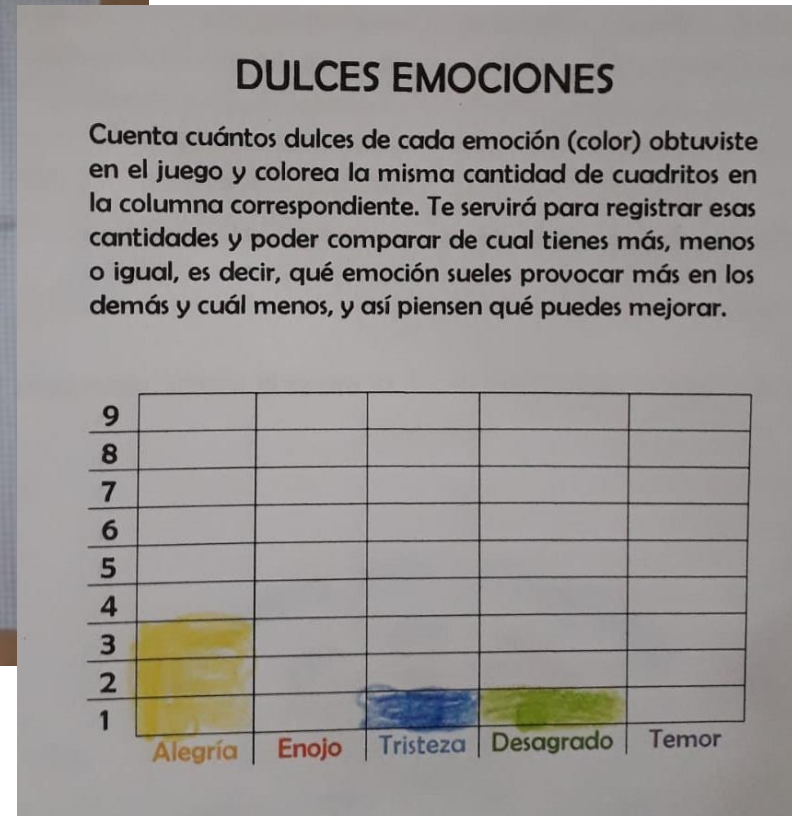 DULCES EMOCIONES
Cuenta cuántos dulces de cada emoción (color) obtuviste
en el juego y colorea la misma cantidad de cuadritos en
la columna correspondiente. Te servirá para registrar esas
cantidades y poder comparar de cual tienes más, menos
o igual, es decir, qué emoción sueles provocar más en los
demás y cuál menos, y así piensen qué puedes mejorar.
9
8
7
6
5
4
3
2
1
Alegría Enojo Tristeza Desagrado Temor